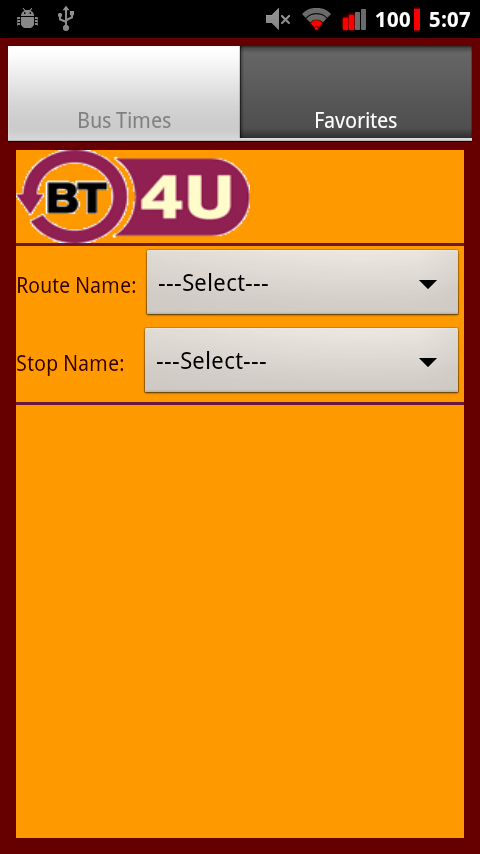 100 5:07
Bus Times Favorites
BT 4U
Route Name: ---Select---
Stop Name: ---Select---